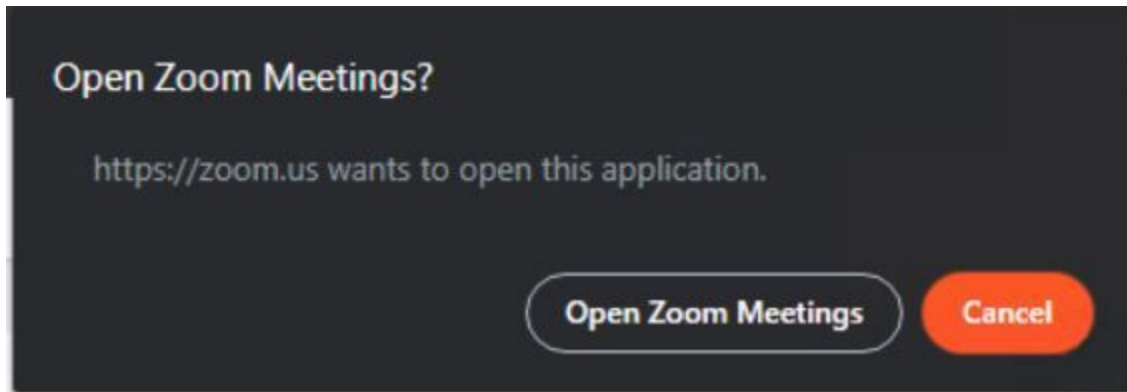 Open Zoom Meetings?
https://zoom.us wants to open this application.
Open Zoom Meetings Cancel